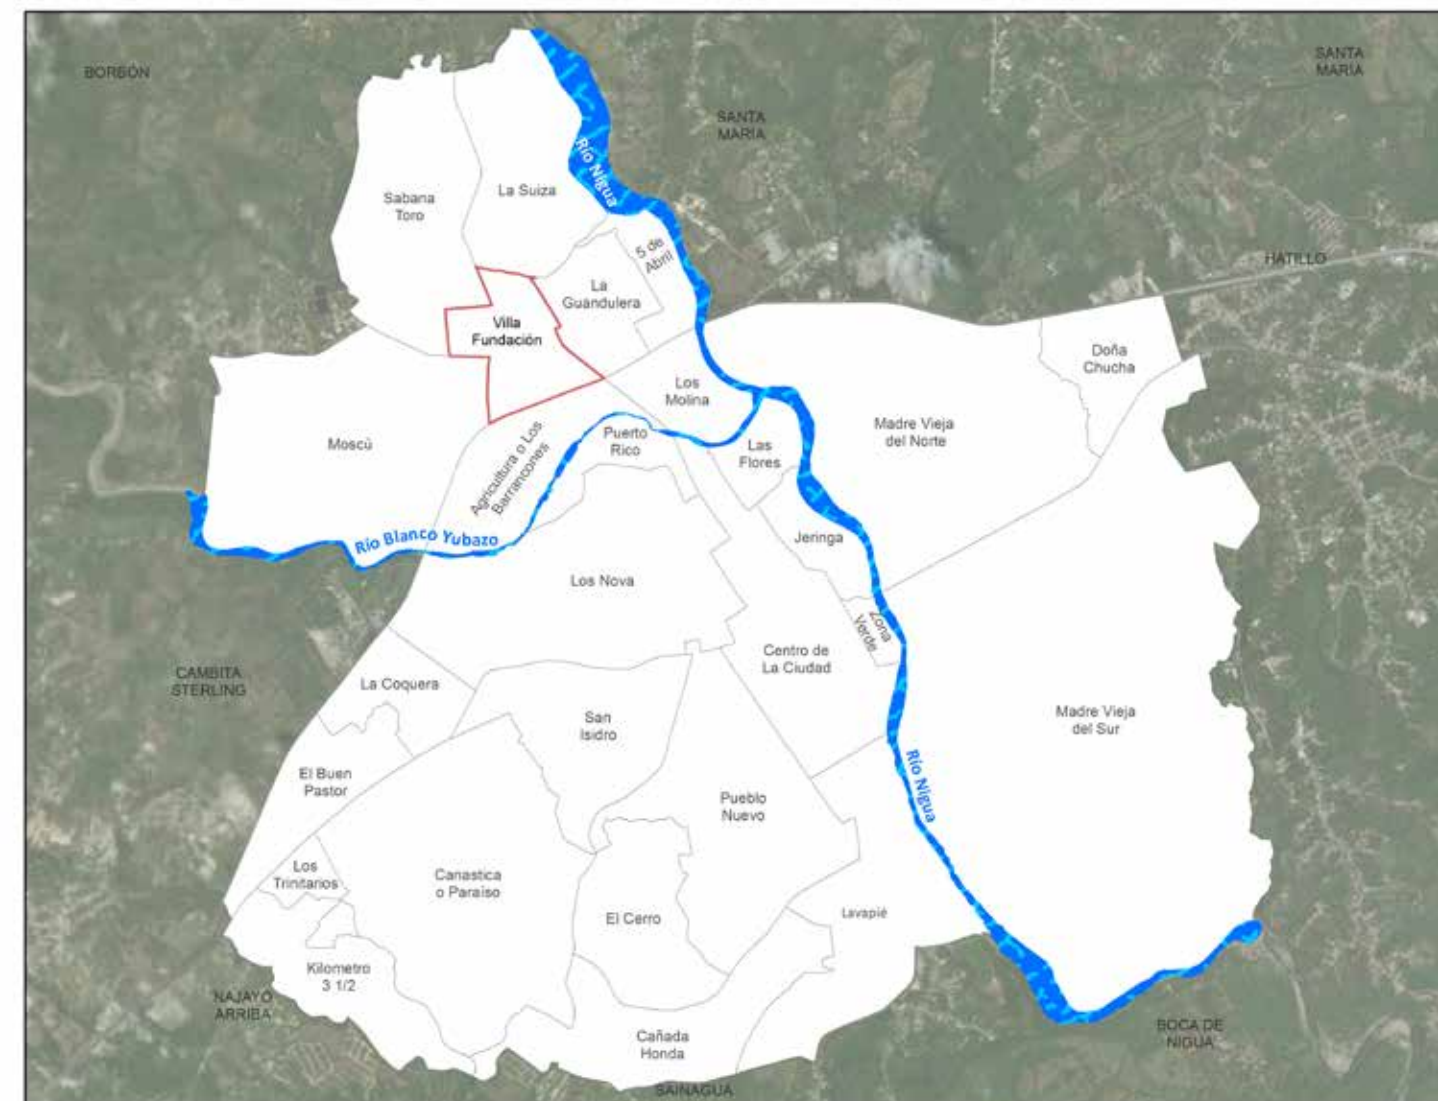 BORBÓN
SANTA
MARÍA
SANTA
MARÍA
Río Nigua
La Suiza
Sabana
Toro
5 de
Abril
HATILLO
La
Guandulera
Villa
Fundación
Doña
Chucha
Los
Molina
Madre Vieja
del Norte
Puerto
Rico
Moscú
Las
Flores
Agricultura o Los
Barrancones
Río Blanco Yubazo
Jeringa
Los Nova
Zona
Verde
Centro de
La Ciudad
CAMBITA
STERLING
La Coquera
San
Isidro
Madre Vieja
del Sur
El Buen
Pastor
Río Nigua
Pueblo
Nuevo
Los
Trinitarios
Canastica
o Paraíso
El Cerro
Lavapié
Kilometro
3 1/2
NAJAYO
ARRIBA
BOCA DE
NIGUA
Cañada
Honda
SAINAGUA